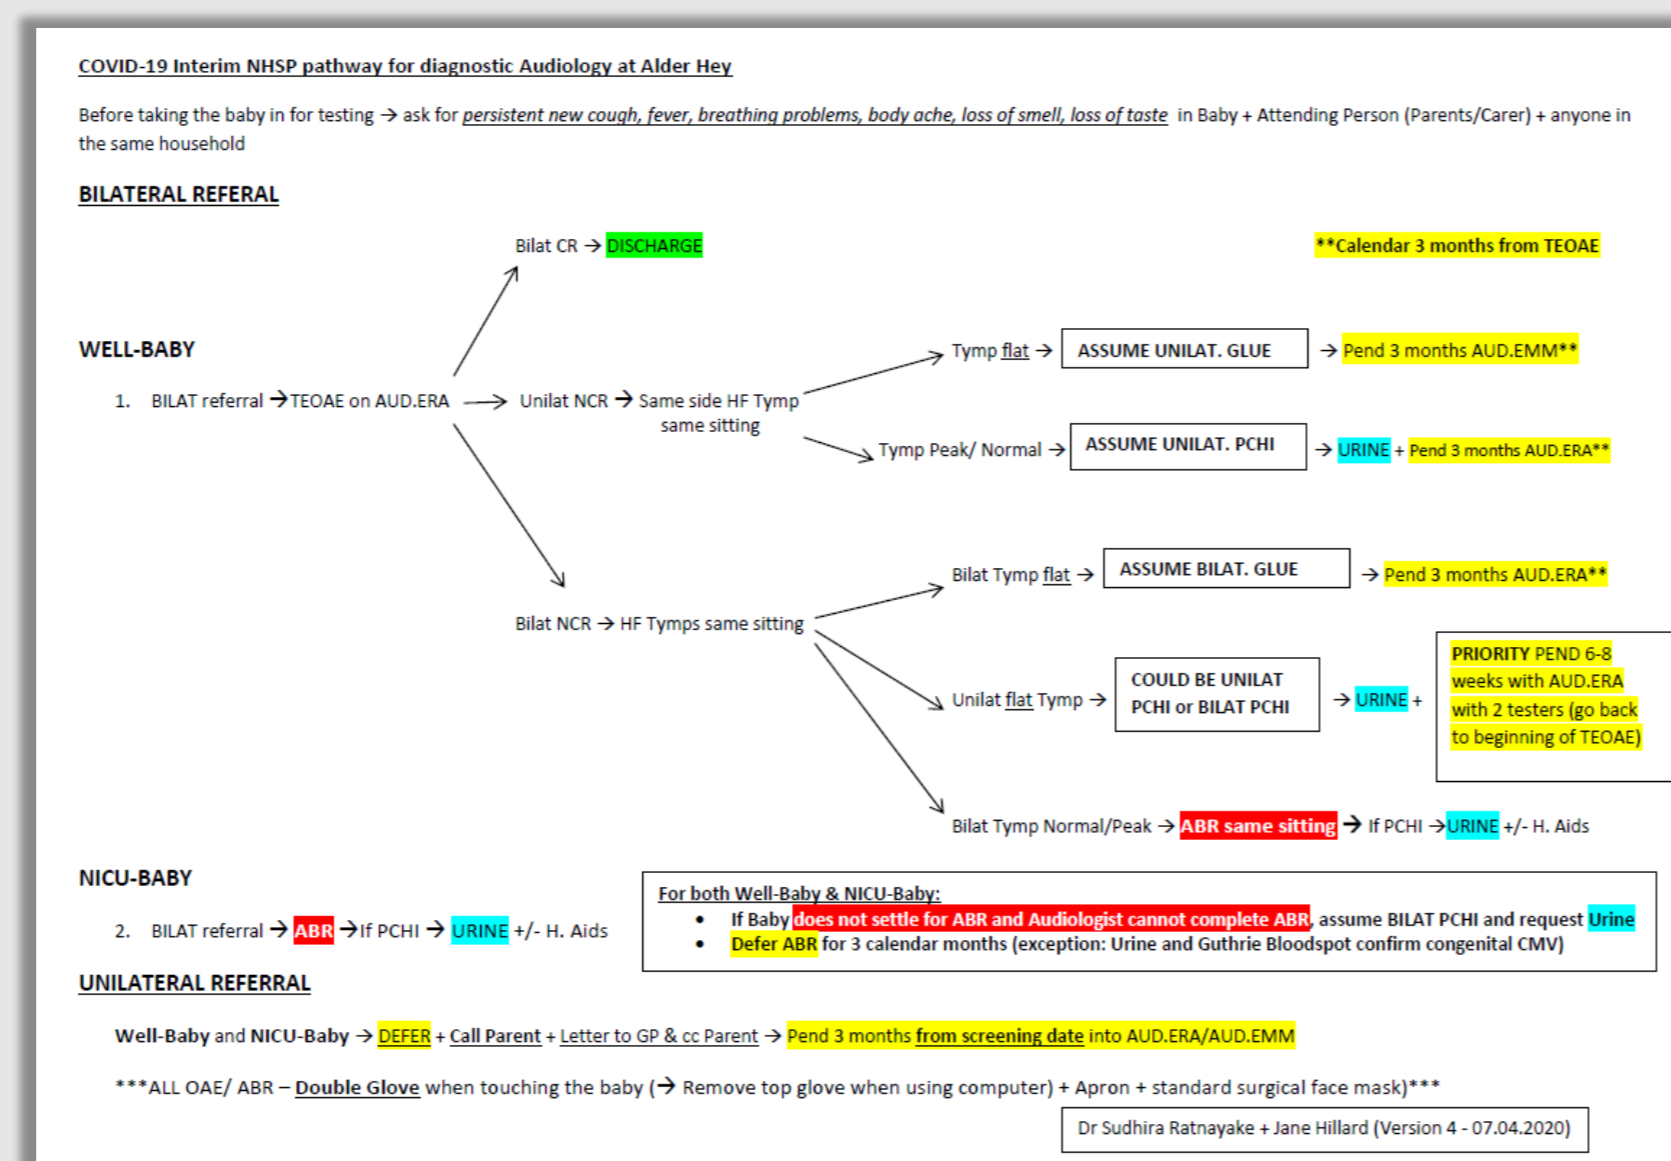 COVID-19 Interim NHSP pathway for diagnostic Audiology at Alder Hey
Before taking the baby in for testing → ask for persistent new cough, fever, breathing problems, body ache, loss of smell, loss of taste in Baby + Attending Person (Parents/Carer) + anyone in
the same household
BILATERAL REFERAL
Bilat CR → DISCHARGE
**Calendar 3 months from TEOAE
WELL-BABY
Tymp flat → ASSUME UNILAT. GLUE → Pend 3 months AUD.EMM**
1. BILAT referral →TEOAE on AUD.ERA → Unilat NCR → Same side HF Tymp
same sitting
Tymp Peak/ Normal → ASSUME UNILAT. PCHI → URINE + Pend 3 months AUD.ERA**
Bilat Tymp flat → ASSUME BILAT. GLUE → Pend 3 months AUD.ERA**
Bilat NCR → HF Tymps same sitting
Unilat flat Tymp →
COULD BE UNILAT
PCHI or BILAT PCHI
→ URINE +
PRIORITY PEND 6-8
weeks with AUD.ERA
with 2 testers (go back
to beginning of TEOAE)
Bilat Tymp Normal/Peak → ABR same sitting → If PCHI →URINE +/- H. Aids
NICU-BABY
2. BILAT referral → ABR →If PCHI → URINE +/- H. Aids
For both Well-Baby & NICU-Baby:
• If Baby does not settle for ABR and Audiologist cannot complete ABR, assume BILAT PCHI and request Urine
• Defer ABR for 3 calendar months (exception: Urine and Guthrie Bloodspot confirm congenital CMV)
UNILATERAL REFERRAL
Well-Baby and NICU-Baby → DEFER + Call Parent + Letter to GP & cc Parent → Pend 3 months from screening date into AUD.ERA/AUD.EMM
***ALL OAE/ ABR – Double Glove when touching the baby (→ Remove top glove when using computer) + Apron + standard surgical face mask)***
Dr Sudhira Ratnayake + Jane Hillard (Version 4 - 07.04.2020)